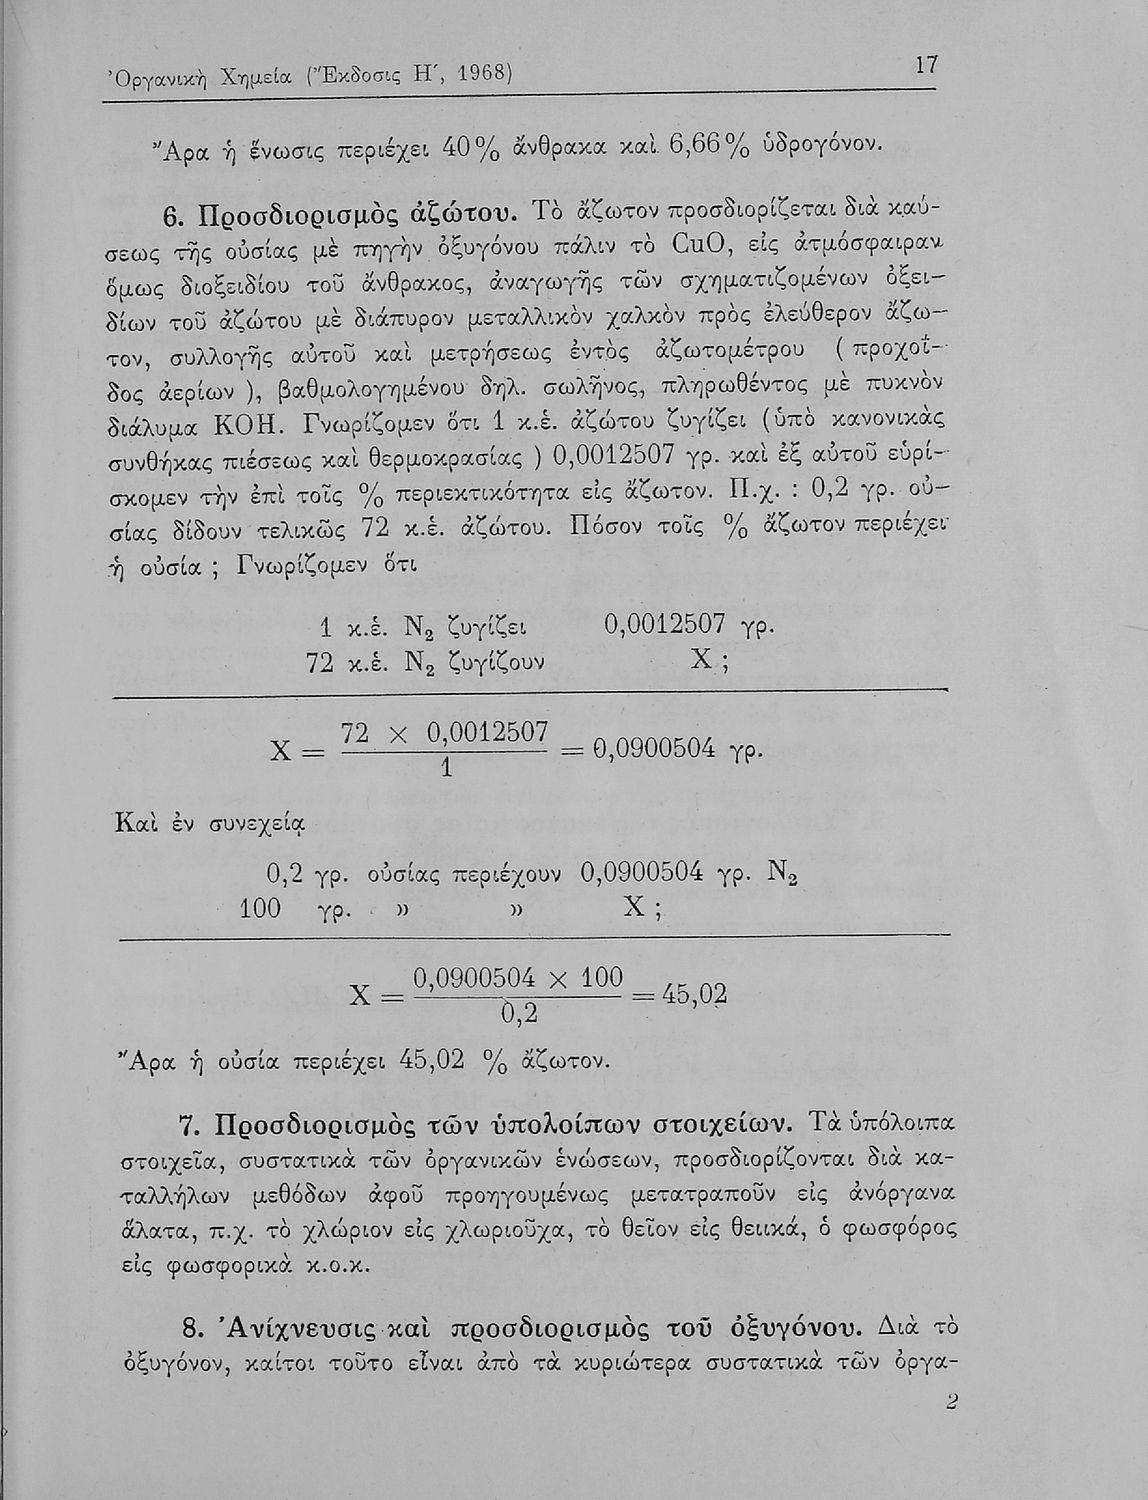 Ὀργανικὴ Χημεία (Ἔκδοσις Η΄, 1968) 17
Ἄρα ἡ ἕνωσις περιέχει 40% ἄνθρακα καὶ 6,66% ὑδρογόνον.
6. Προσδιορισμὸς ἀζώτου. Τὸ ἄζωτον προσδιορίζεται διὰ καύ-
σεως τῆς οὐσίας μὲ πηγὴν ὀξυγόνου πάλιν τὸ CuO, εἰς ἀτμόσφαιραν
ὅμως διοξειδίου τοῦ ἄνθρακος, ἀναγωγῆς τῶν σχηματιζομένων ὀξει-
δίων τοῦ ἀζώτου μὲ διάπυρον μεταλλικὸν χαλκὸν πρὸς ἐλεύθερον ἄζω-
τον, συλλογῆς αὐτοῦ καὶ μετρήσεως ἐντὸς ἀζωτομέτρου ( προχοΐ-
δος ἀερίων ), βαθμολογημένου δηλ. σωλῆνος, πληρωθέντος μὲ πυκνὸν
διάλυμα ΚΟΗ. Γνωρίζομεν ὅτι 1 κ.ἑ. ἀζώτου ζυγίζει (ὑπὸ κανονικὰς
συνθήκας πιέσεως καὶ θερμοκρασίας ) 0,0012507 γρ. καὶ ἐξ αὐτοῦ εὑρί-
σκομεν τὴν ἐπὶ τοῖς % περιεκτικότητα εἰς ἄζωτον. Π.χ. : 0,2 γρ. οὐ-
σίας δίδουν τελικῶς 72 κ.ἑ. ἀζώτου. Πόσον τοῖς % ἄζωτον περιέχει
ἡ οὐσία ; Γνωρίζομεν ὅτι
1 κ.ἑ. N₂ ζυγίζει 0,0012507 γρ.
72 κ.ἑ. N₂ ζυγίζουν X ;
72 × 0,0012507
X = = 0,0900504 γρ.
1
Καὶ ἐν συνεχείᾳ
0,2 γρ. οὐσίας περιέχουν 0,0900504 γρ. N₂
100 γρ. » » X ;
0,0900504 × 100
X = = 45,02
0,2
Ἄρα ἡ οὐσία περιέχει 45,02 % ἄζωτον.
7. Προσδιορισμὸς τῶν ὑπολοίπων στοιχείων. Τὰ ὑπόλοιπα
στοιχεῖα, συστατικὰ τῶν ὀργανικῶν ἑνώσεων, προσδιορίζονται διὰ κα-
ταλλήλων μεθόδων ἀφοῦ προηγουμένως μετατραποῦν εἰς ἀνόργανα
ἅλατα, π.χ. τὸ χλώριον εἰς χλωριοῦχα, τὸ θεῖον εἰς θειικά, ὁ φωσφόρος
εἰς φωσφορικὰ κ.ο.κ.
8. Ἀνίχνευσις καὶ προσδιορισμὸς τοῦ ὀξυγόνου. Διὰ τὸ
ὀξυγόνον, καίτοι τοῦτο εἶναι ἀπὸ τὰ κυριώτερα συστατικὰ τῶν ὀργα-
2